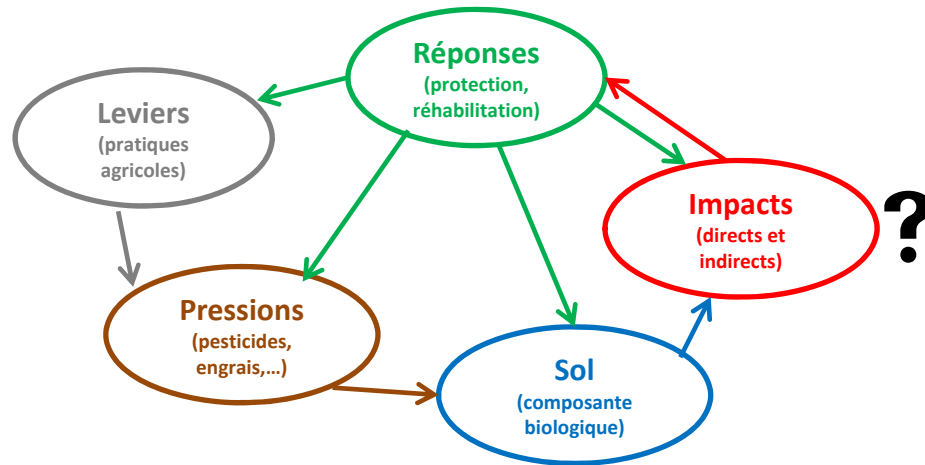 Réponses
(protection,
réhabilitation)
Leviers
(pratiques
agricoles)
Impacts
(directs et
indirects)
?
Pressions
(pesticides,
engrais,...)
Sol
(composante
biologique)